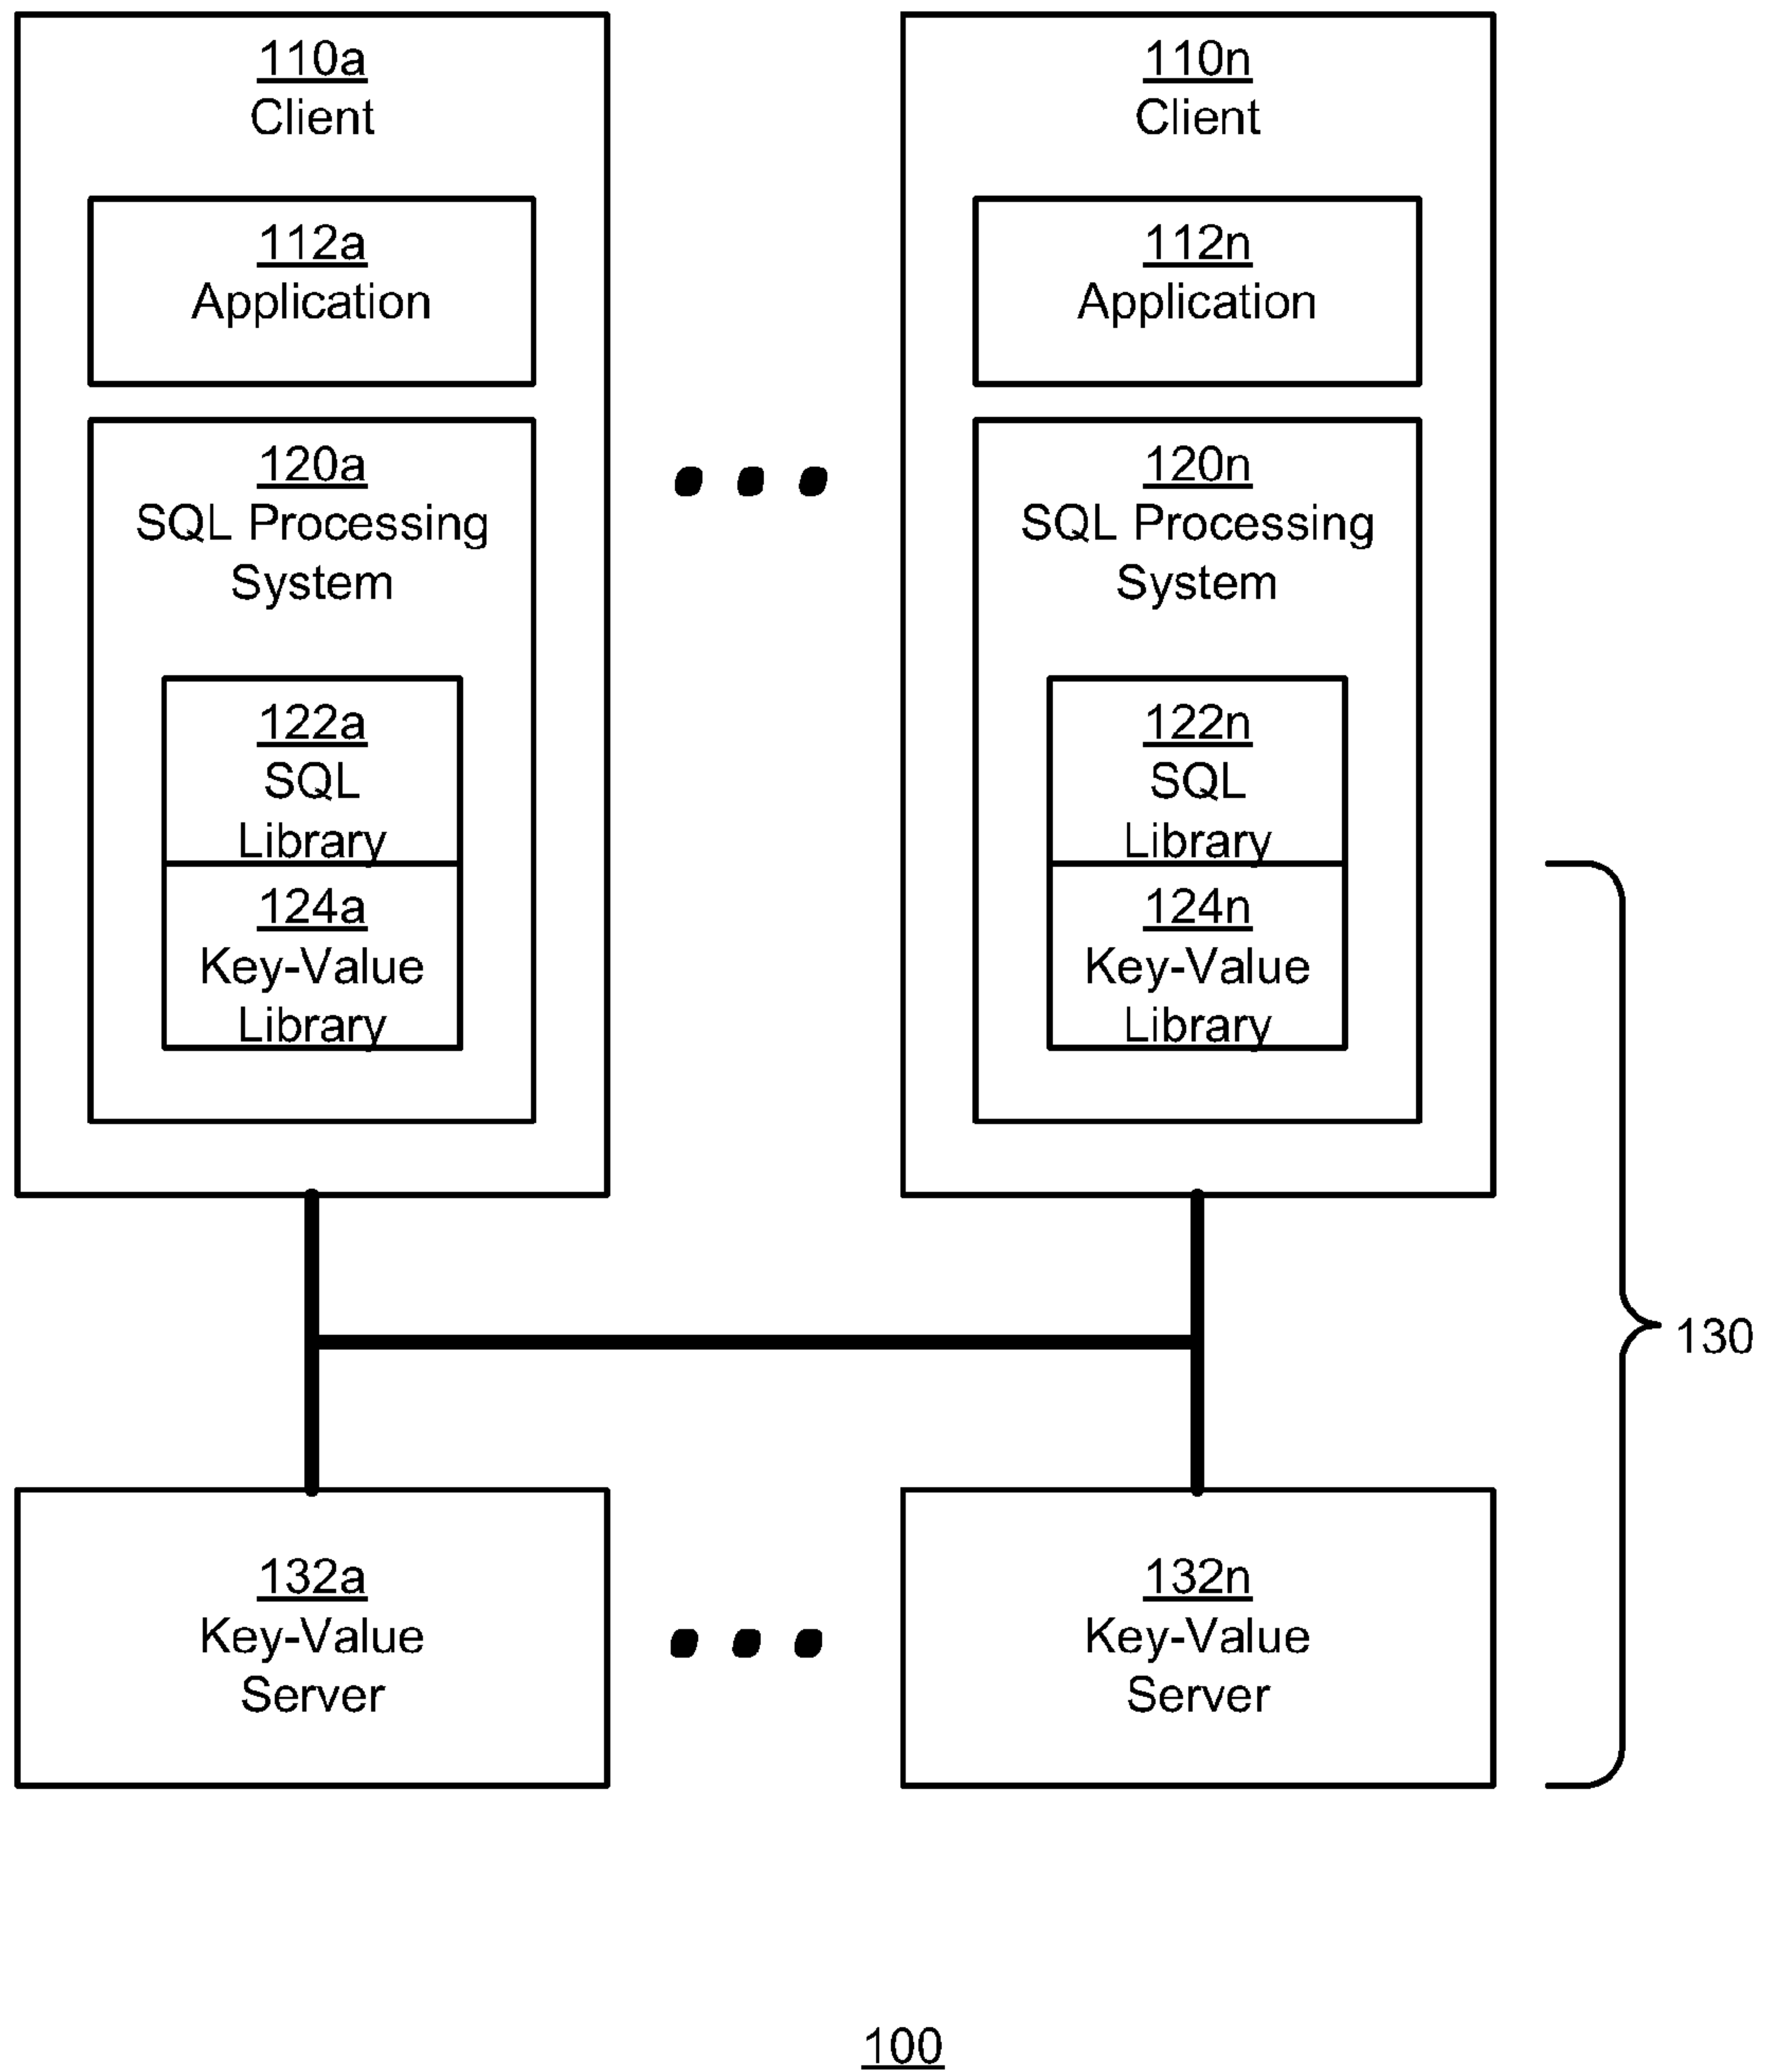 110a
Client
112a
Application
120a
SQL Processing
System
122a
SQL
Library
124a
Key-Value
Library
110n
Client
112n
Application
120n
SQL Processing
System
122n
SQL
Library
124n
Key-Value
Library
130
132a
Key-Value
Server
132n
Key-Value
Server
100